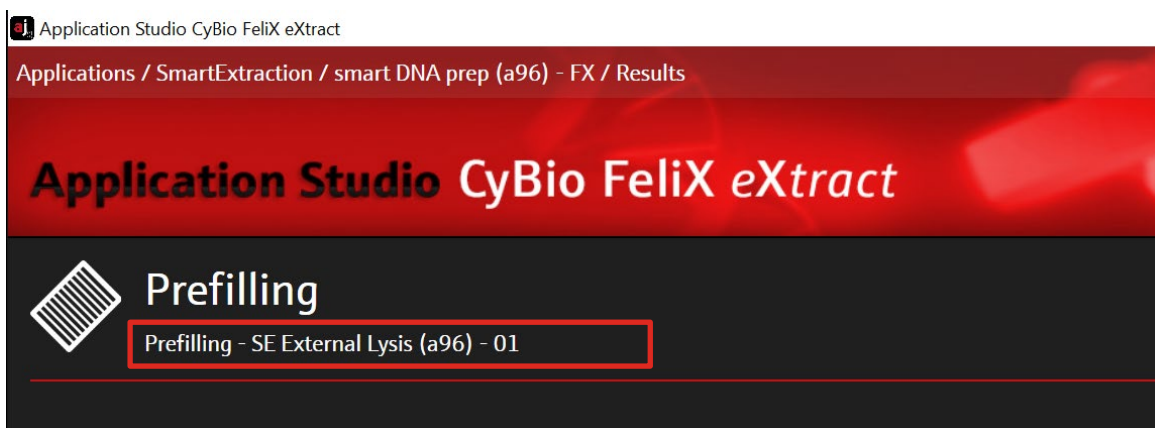 aj Application Studio CyBio FeliX eXtract
Applications / SmartExtraction / smart DNA prep (a96) - FX / Results
Application Studio CyBio FeliX eXtract
Prefilling
Prefilling - SE External Lysis (a96) - 01